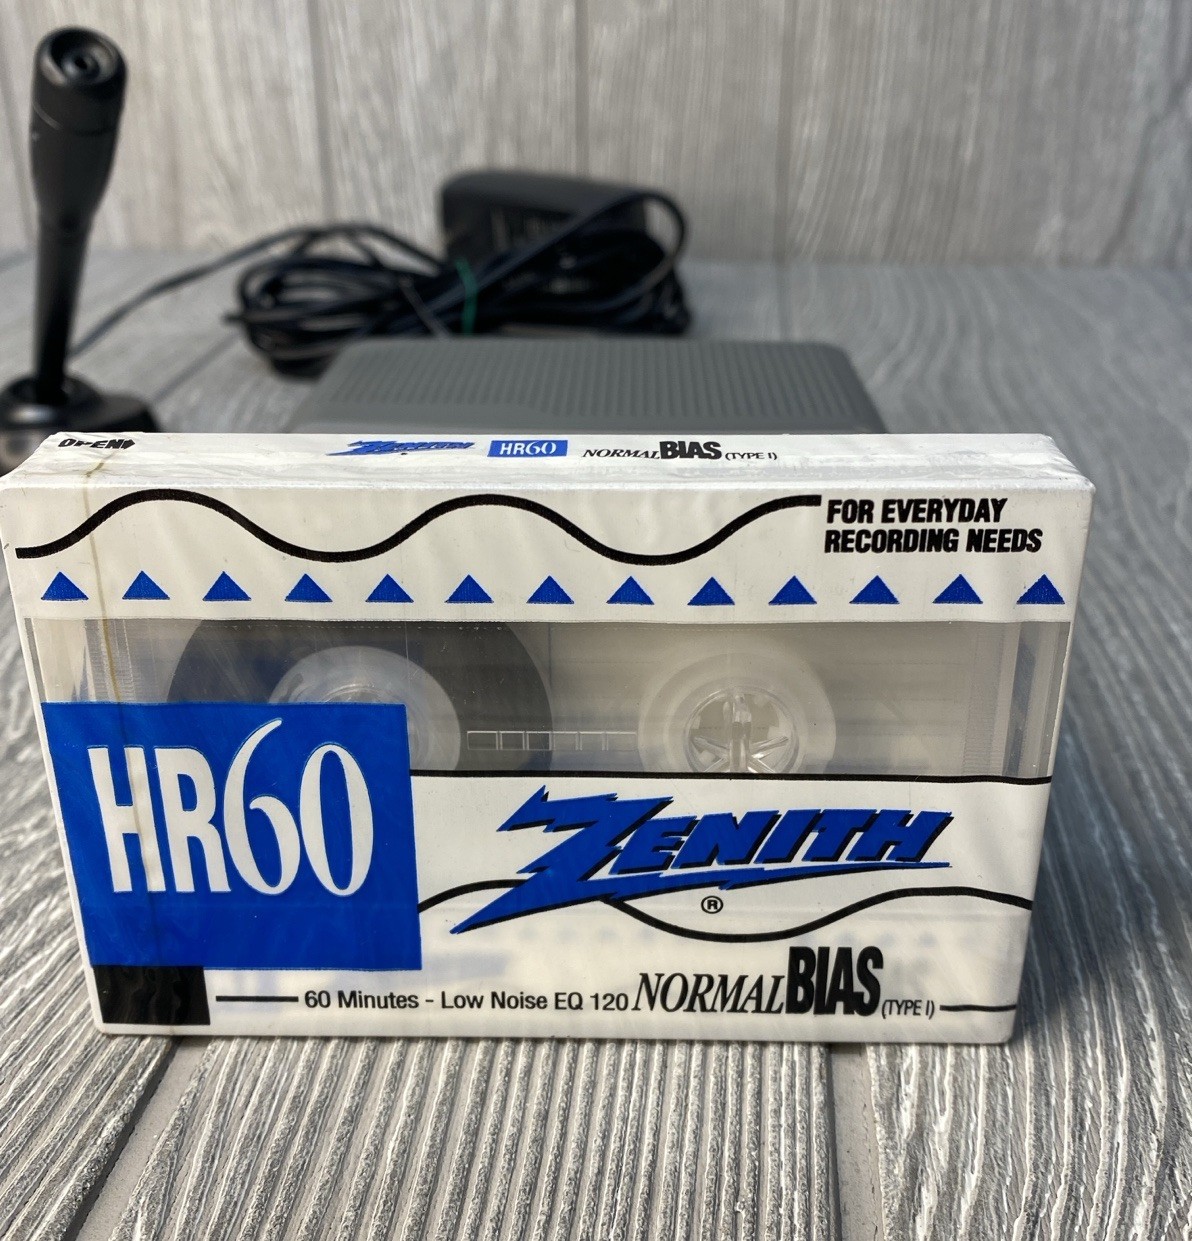 OPEN
ZENITH HR60 NORMAL BIAS (TYPE I)
FOR EVERYDAY
RECORDING NEEDS
HR60
ZENITH
®
60 Minutes - Low Noise EQ 120 NORMAL BIAS (TYPE I)